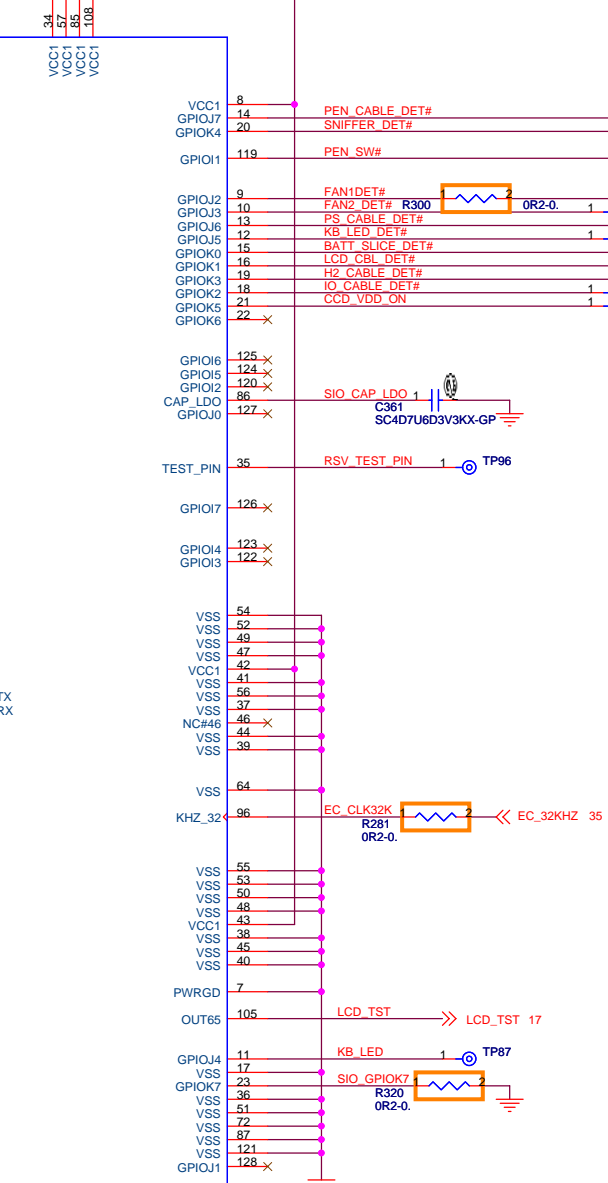 34 57 85 108
VCC1 VCC1 VCC1 VCC1
VCC1 8
GPIOJ7 14 PEN_CABLE_DET#
GPIOK4 20 SNIFFER_DET#
GPIOI1 119 PEN_SW#
GPIOJ2 9 FAN1DET# 1 2
GPIOJ3 10 FAN2_DET# R300 0R2-0. 1
GPIOJ6 13 PS_CABLE_DET#
GPIOJ5 12 KB_LED_DET# 1
GPIOK0 15 BATT_SLICE_DET#
GPIOK1 16 LCD_CBL_DET#
GPIOK3 19 H2_CABLE_DET#
GPIOK2 18 IO_CABLE_DET# 1
GPIOK5 21 CCD_VDD_ON 1
GPIOK6 22
GPIOI6 125
GPIOI5 124
GPIOI2 120
CAP_LDO 86 SIO_CAP_LDO 1
GPIOJ0 127 C361
SC4D7U6D3V3KX-GP
TEST_PIN 35 RSV_TEST_PIN 1 TP96
GPIOI7 126
GPIOI4 123
GPIOI3 122
VSS 54
VSS 52
VSS 49
VSS 47
VCC1 42
VSS 41
TX VSS 56
RX VSS 37
NC#46 46
VSS 44
VSS 39
VSS 64
KHZ_32 96 EC_CLK32K 1 2 EC_32KHZ 35
R281
0R2-0.
VSS 55
VSS 53
VSS 50
VSS 48
VCC1 43
VSS 38
VSS 45
VSS 40
PWRGD 7
OUT65 105 LCD_TST LCD_TST 17
GPIOJ4 11 KB_LED 1 TP87
VSS 17
GPIOK7 23 SIO_GPIOK7 1 2
VSS 36 R320
0R2-0.
VSS 51
VSS 72
VSS 87
VSS 121
GPIOJ1 128